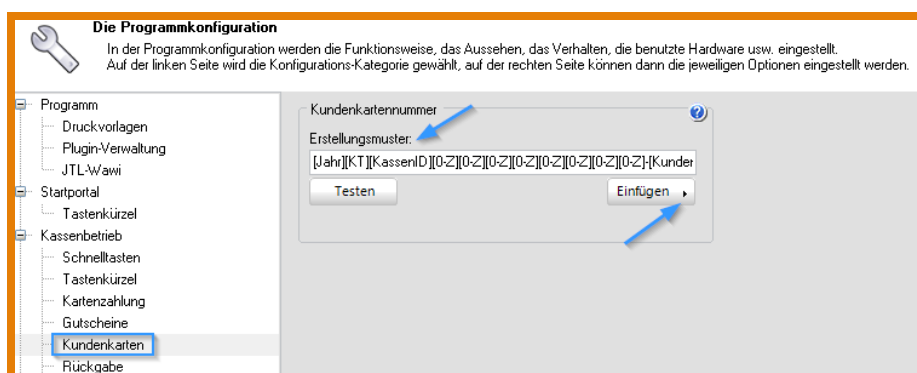 Die Programmkonfiguration
In der Programmkonfiguration werden die Funktionsweise, das Aussehen, das Verhalten, die benutzte Hardware usw. eingestellt.
Auf der linken Seite wird die Konfigurations-Kategorie gewählt, auf der rechten Seite können dann die jeweiligen Optionen eingestellt werden.
Programm
Druckvorlagen
Plugin-Verwaltung
JTL-Wawi
Startportal
Tastenkürzel
Kassenbetrieb
Schnelltasten
Tastenkürzel
Kartenzahlung
Gutscheine
Kundenkarten
Rückgabe
Kundenkartennummer
Erstellungsmuster:
[Jahr][KT][KassenID][0-Z][0-Z][0-Z][0-Z][0-Z][0-Z][0-Z][0-Z]-[Kunder
Testen
Einfügen